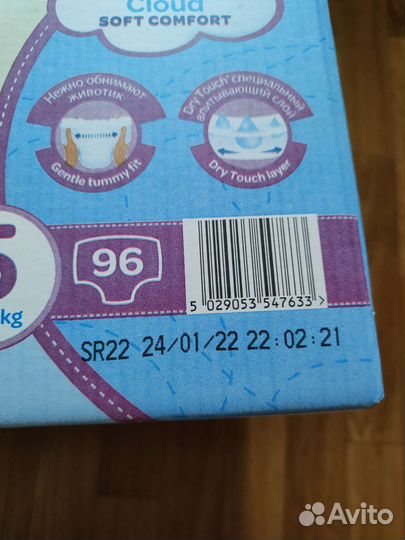 Cloud
SOFT COMFORT
Нежно обнимают
животик
Gentle tummy fit
Dry Touch специальный
впитывающий слой
Dry Touch layer
96
kg
5 029053 547633 >
SR22 24/01/22 22:02:21
Avito